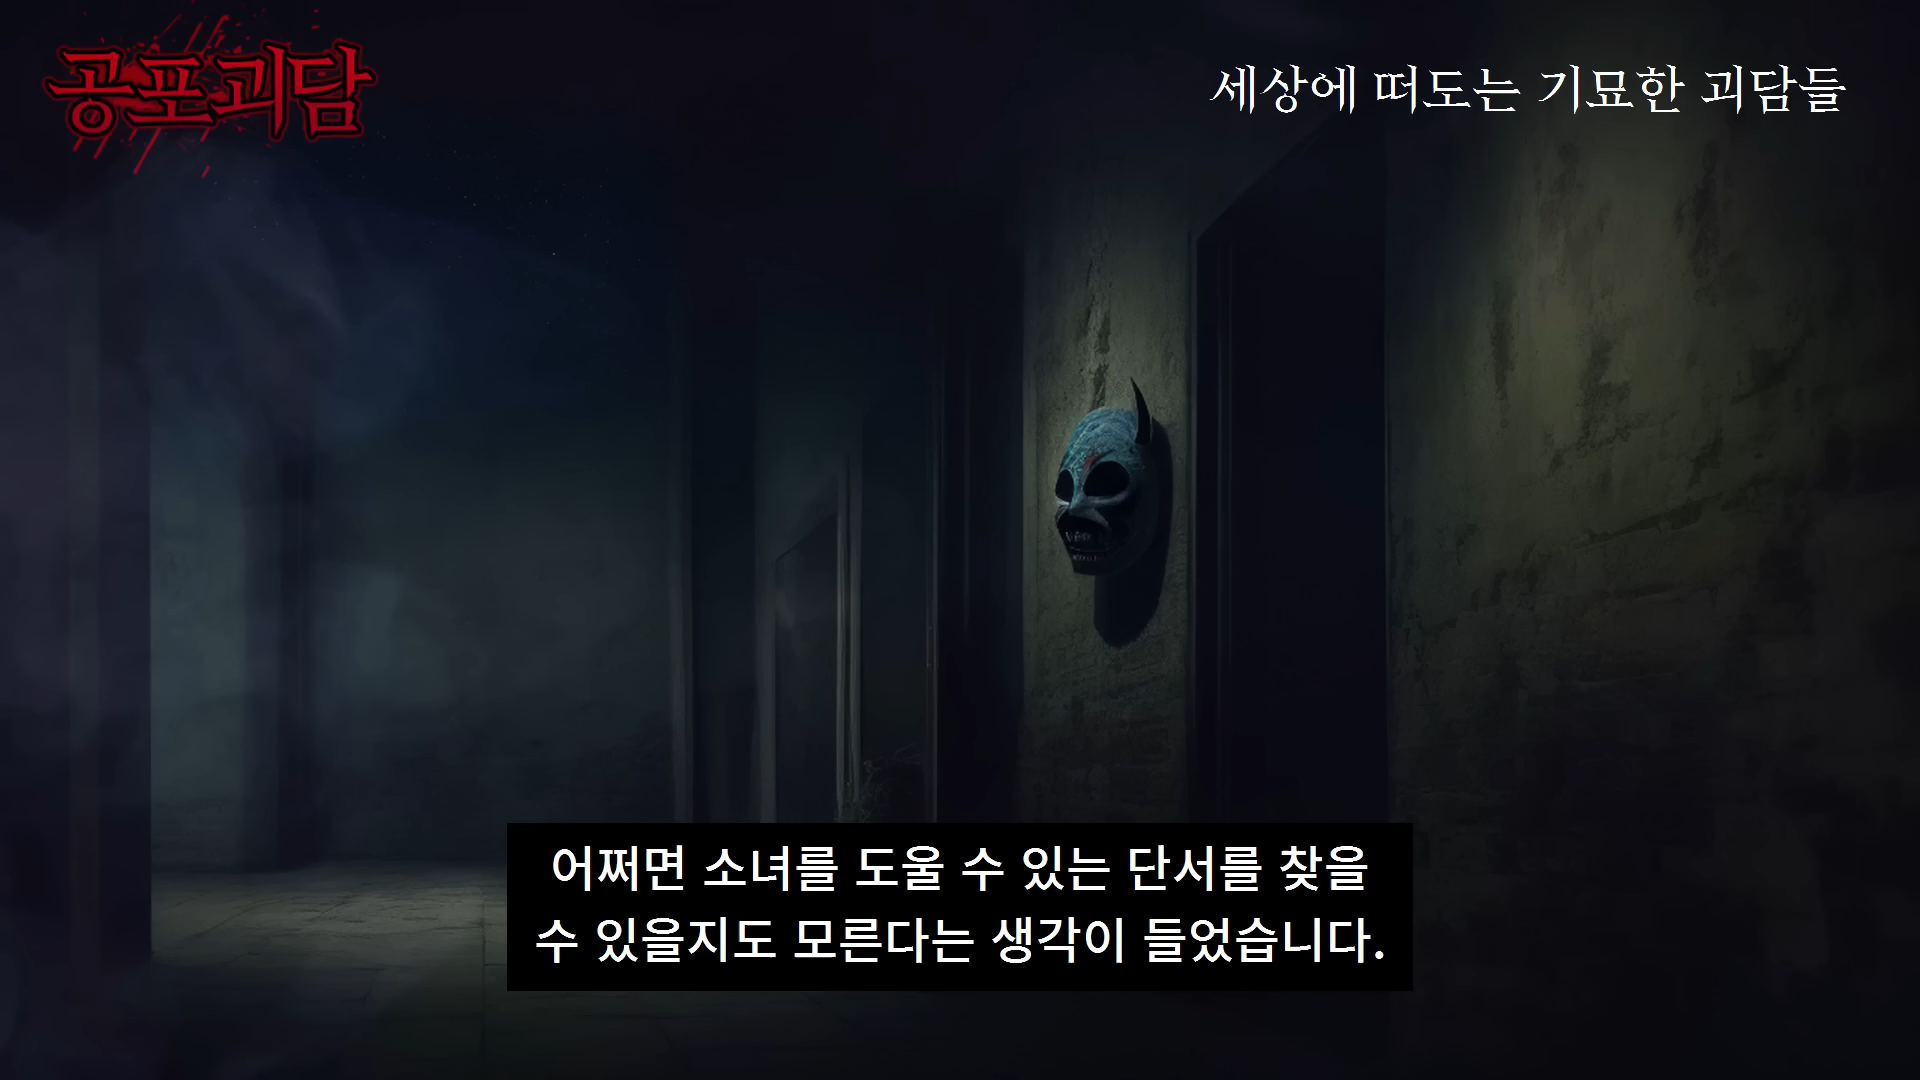 공포괴담
세상에 떠도는 기묘한 괴담들
어쩌면 소녀를 도울 수 있는 단서를 찾을
수 있을지도 모른다는 생각이 들었습니다.